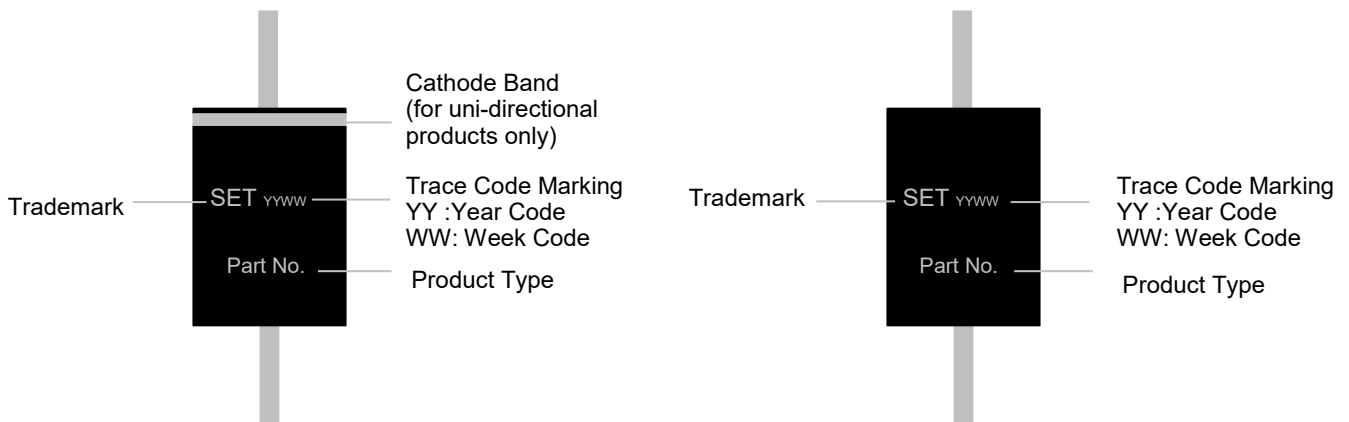 Cathode Band
(for uni-directional
products only)
Trademark
SET YYWW
Trace Code Marking
YY :Year Code
WW: Week Code
Part No.
Product Type
Trademark
SET YYWW
Trace Code Marking
YY :Year Code
WW: Week Code
Part No.
Product Type